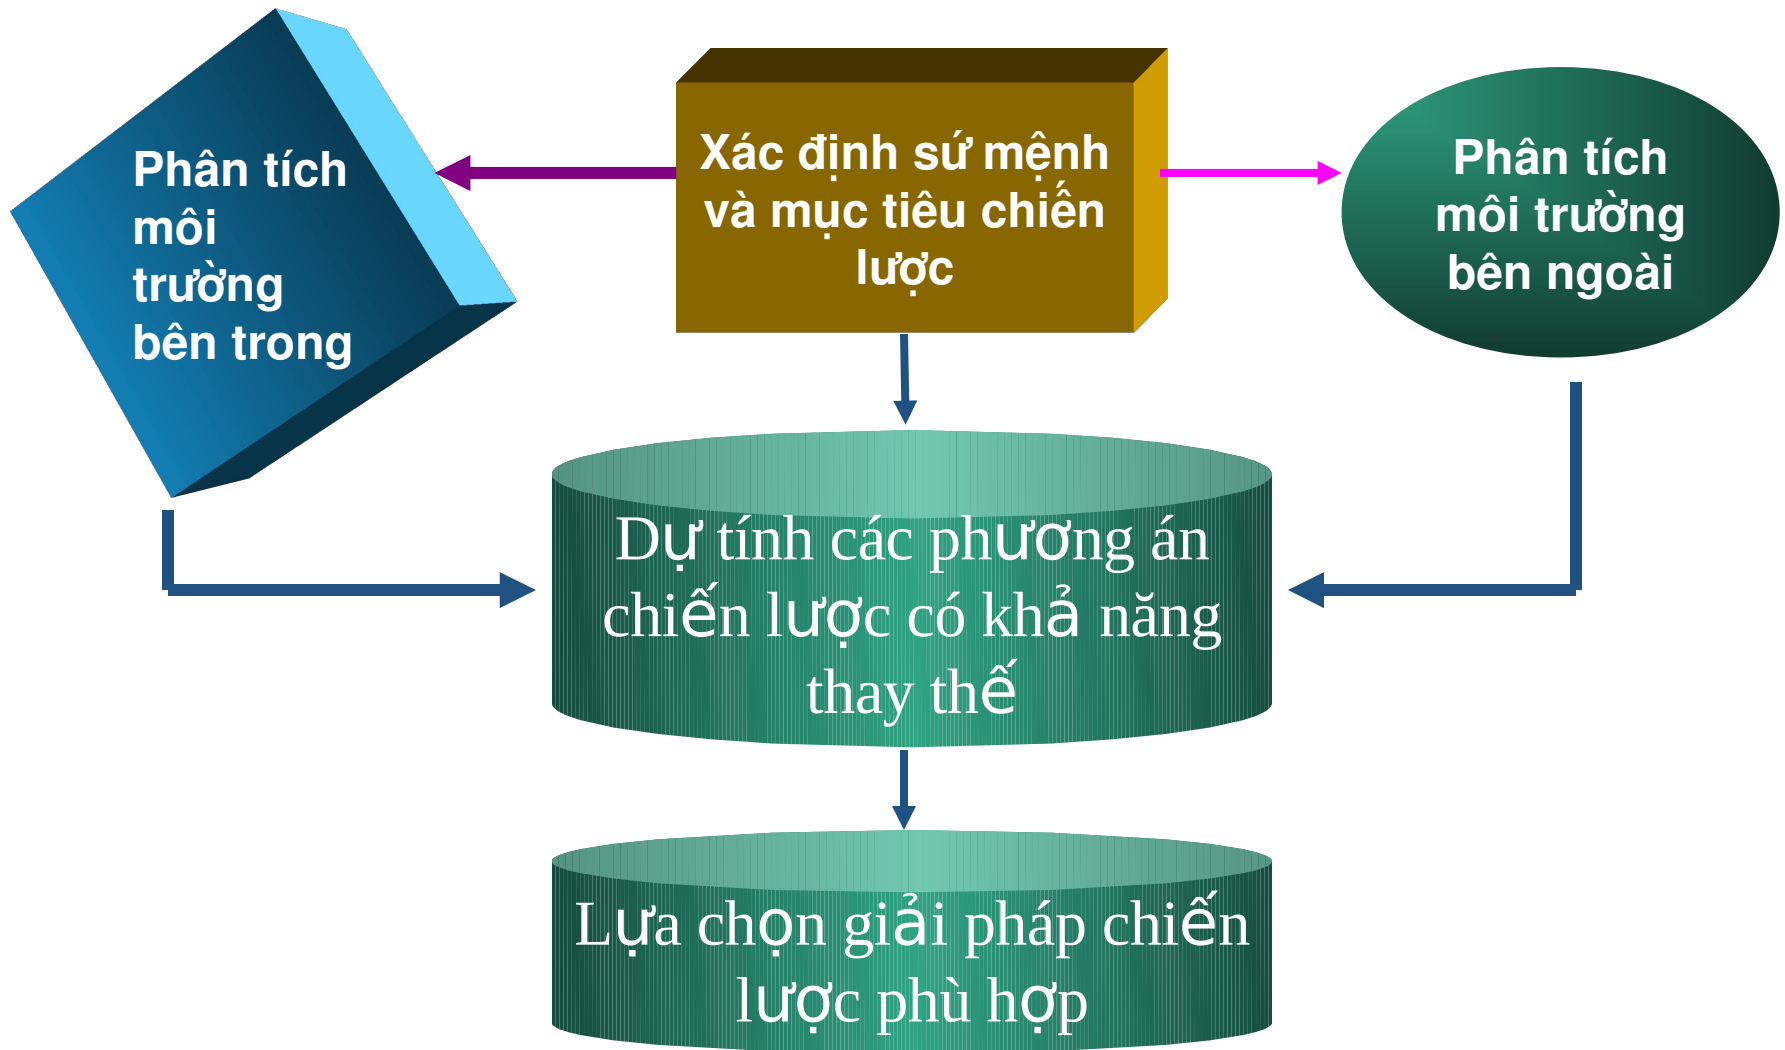 Phân tích
môi
trường
bên trong
Xác định sứ mệnh
và mục tiêu chiến
lược
Phân tích
môi trường
bên ngoài
Dự tính các phương án
chiến lược có khả năng
thay thế
Lựa chọn giải pháp chiến
lược phù hợp